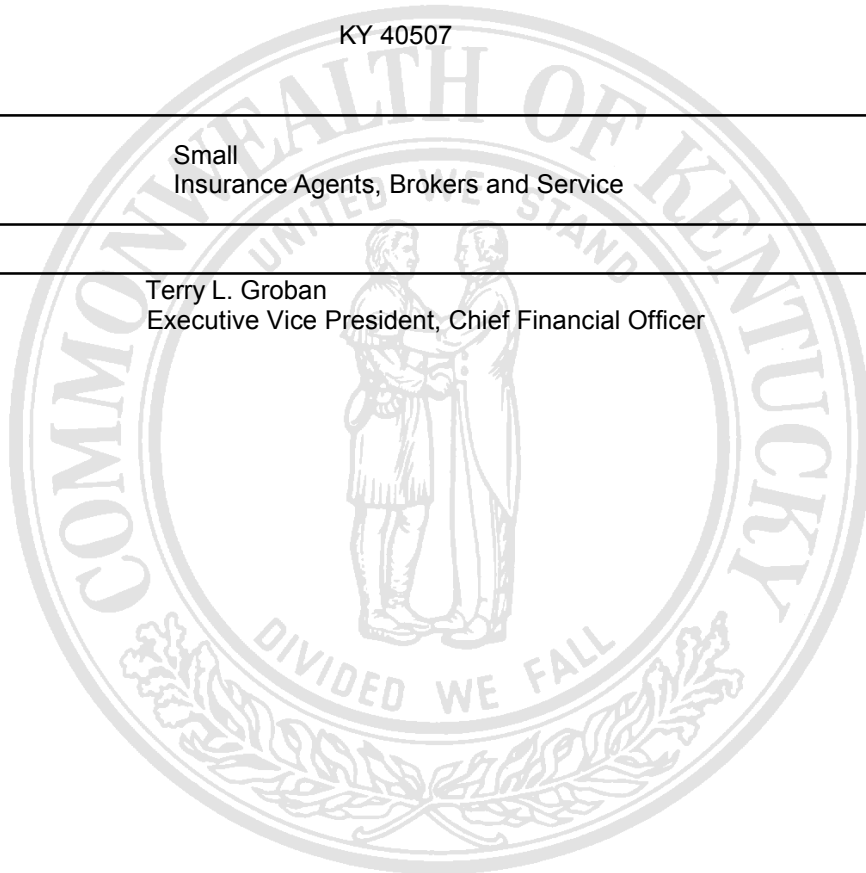 KY 40507
COMMONWEALTH OF KENTUCKY
Small
Insurance Agents, Brokers and Service
UNITED WE STAND
Terry L. Groban
Executive Vice President, Chief Financial Officer
DIVIDED WE FALL